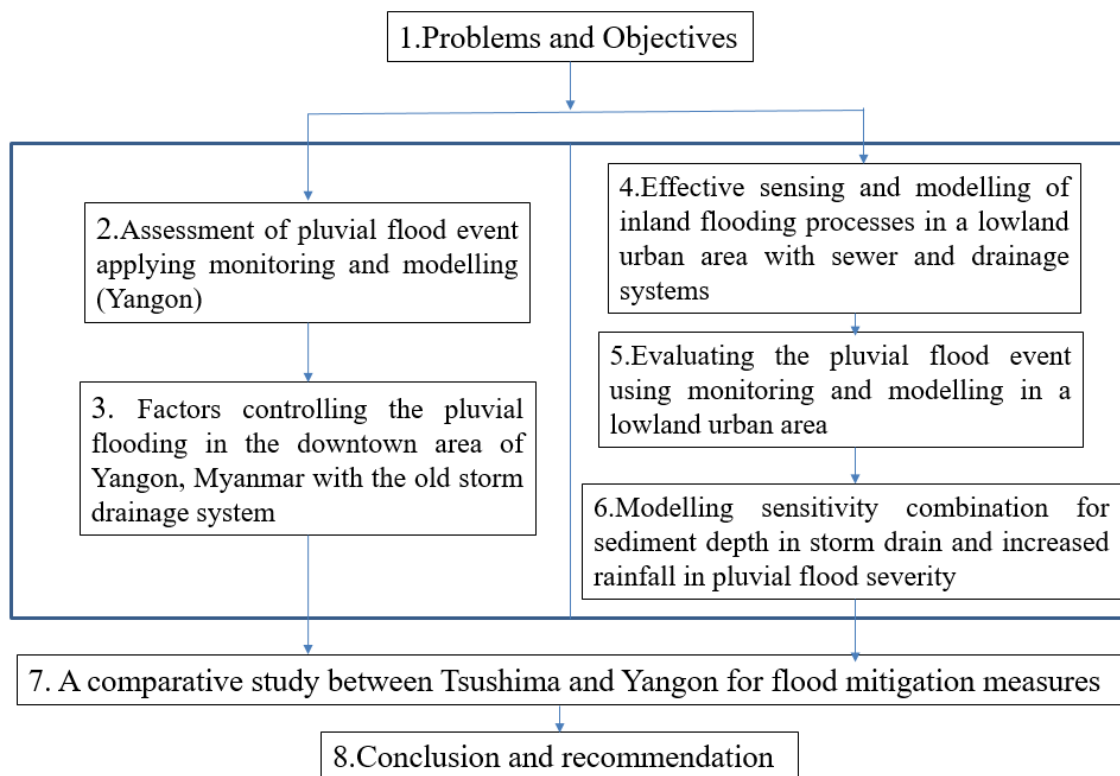 1.Problems and Objectives
2.Assessment of pluvial flood event
applying monitoring and modelling
(Yangon)
3. Factors controlling the pluvial
flooding in the downtown area of
Yangon, Myanmar with the old storm
drainage system
4.Effective sensing and modelling of
inland flooding processes in a lowland
urban area with sewer and drainage
systems
5.Evaluating the pluvial flood event
using monitoring and modelling in a
lowland urban area
6.Modelling sensitivity combination for
sediment depth in storm drain and increased
rainfall in pluvial flood severity
7. A comparative study between Tsushima and Yangon for flood mitigation measures
8.Conclusion and recommendation